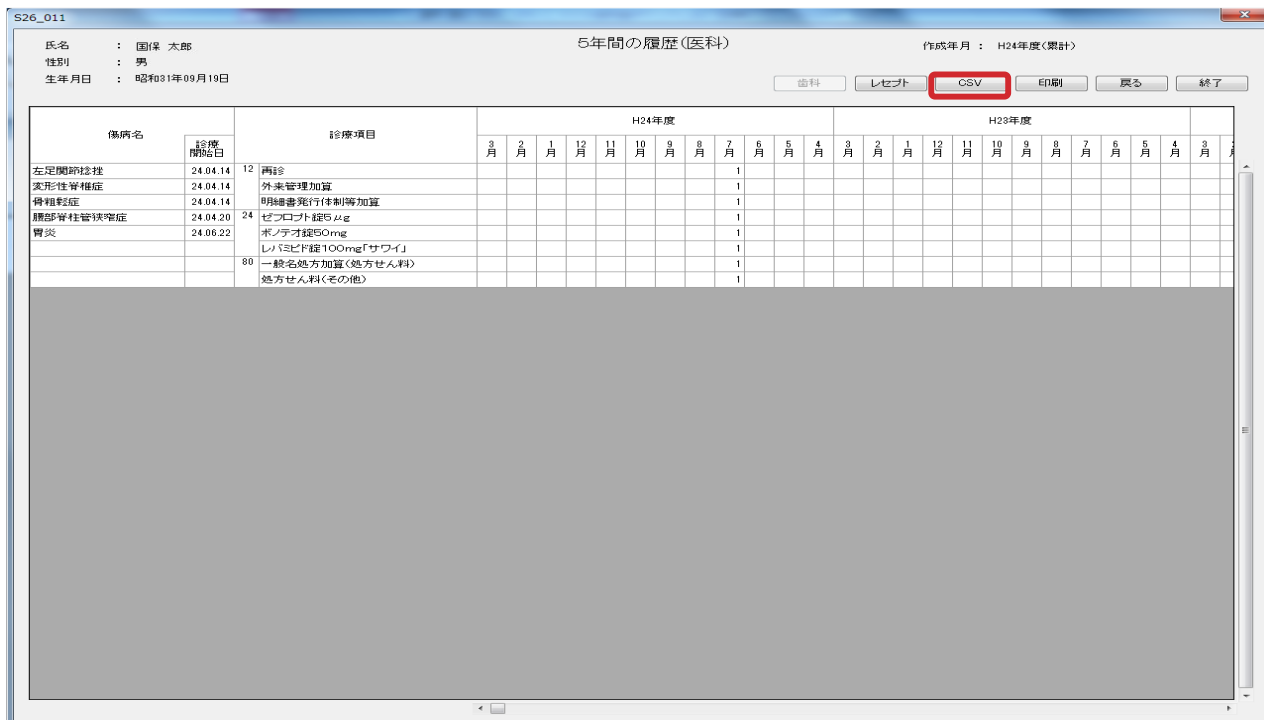 S26_011
氏名 : 国保 太郎
5年間の履歴(医科)
作成年月 : H24年度(累計)
性別 : 男
生年月日 : 昭和31年09月19日
歯科 レセプト CSV 印刷 戻る 終了
傷病名 診療開始日 診療項目 H24年度 H23年度
3月 2月 1月 12月 11月 10月 9月 8月 7月 6月 5月 4月 3月 2月 1月 12月 11月 10月 9月 8月 7月 6月 5月 4月 3月
左足関節捻挫 24.04.14 12 再診 1
変形性脊椎症 24.04.14 外来管理加算 1
骨粗鬆症 24.04.14 明細書発行体制等加算 1
腰部脊柱管狭窄症 24.04.20 24 ゼフロプト錠5μg 1
胃炎 24.06.22 ボノテオ錠50mg 1
レバミピド錠100mg「サワイ」 1
80 一般名処方加算(処方せん料) 1
処方せん料(その他) 1